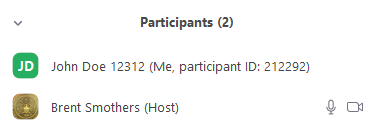 Participants (2)
JD John Doe 12312 (Me, participant ID: 212292)
Brent Smothers (Host)